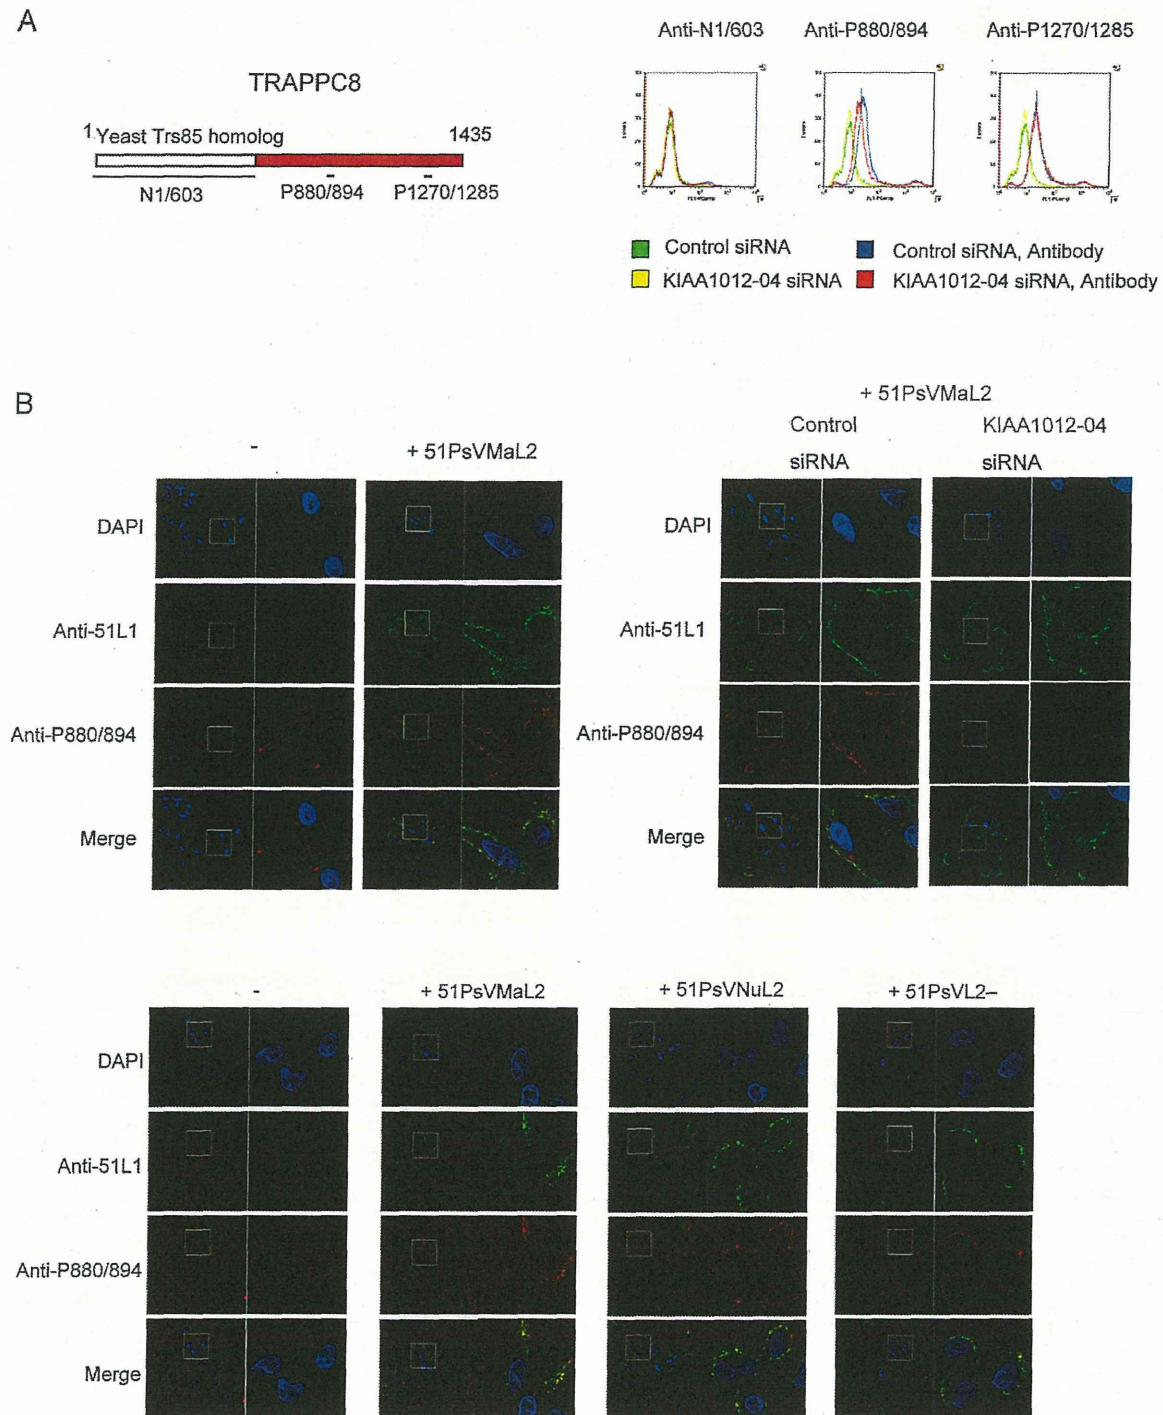 A
TRAPPC8
1 Yeast Trs85 homolog 1435
N1/603 P880/894 P1270/1285
Anti-N1/603 Anti-P880/894 Anti-P1270/1285
Control siRNA
Control siRNA, Antibody
KIAA1012-04 siRNA
KIAA1012-04 siRNA, Antibody
B
- + 51PsVMaL2
DAPI
Anti-51L1
Anti-P880/894
Merge
+ 51PsVMaL2
Control KIAA1012-04
siRNA siRNA
DAPI
Anti-51L1
Anti-P880/894
Merge
- + 51PsVMaL2 + 51PsVNuL2 + 51PsVL2–
DAPI
Anti-51L1
Anti-P880/894
Merge